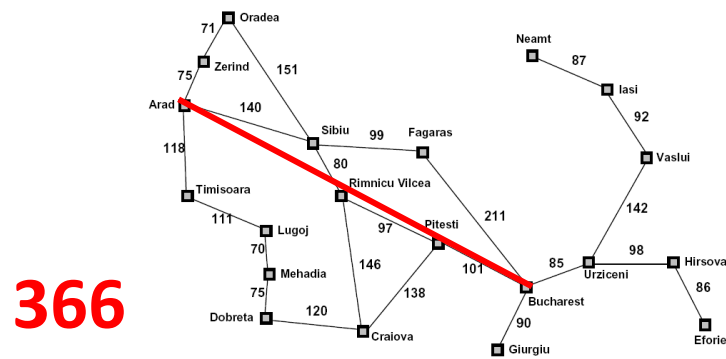 Oradea
71
Neamt
87
Zerind
151
75
Iasi
Arad
140
92
Sibiu
99
Fagaras
118
80
Vaslui
Rimnicu Vilcea
Timisoara
111
97
Pitesti
211
142
Lugoj
70
98
Hirsova
146
101
85
Urziceni
Mehadia
138
86
75
Bucharest
366
120
90
Dobreta
Craiova
Giurgiu
Eforie